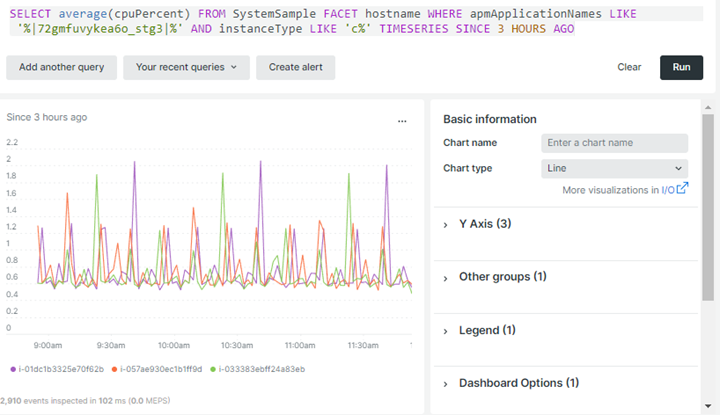 SELECT average(cpuPercent) FROM SystemSample FACET hostname WHERE apmApplicationNames LIKE
'%|72gmfuvykea6o_stg3|%' AND instanceType LIKE 'c%' TIMESERIES SINCE 3 HOURS AGO
Add another query Your recent queries Create alert Clear Run
Since 3 hours ago ...
2.2
2
1.8
1.6
1.4
1.2
1
0.8
0.6
0.4
0.2
0
9:00am 9:30am 10:00am 10:30am 11:00am 11:30am 1
i-01dc1b3325e70f62b i-057ae930ec1b1ff9d i-033383ebff24a83eb
2,910 events inspected in 102 ms (0.0 MEPS)
Basic information
Chart name Enter a chart name
Chart type Line
More visualizations in I/O
Y Axis (3)
Other groups (1)
Legend (1)
Dashboard Options (1)